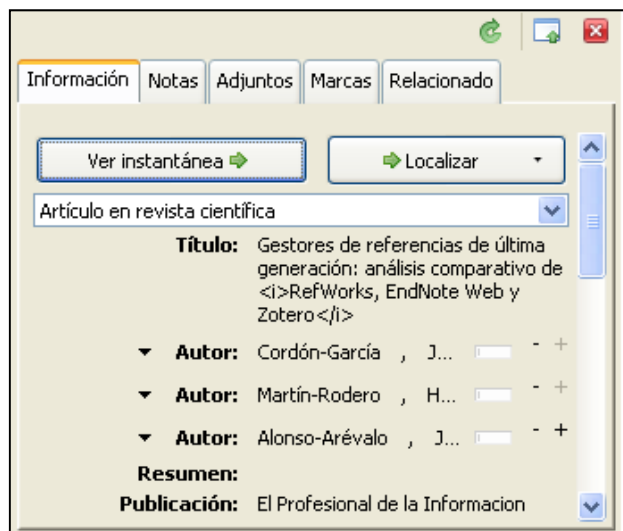 Información Notas Adjuntos Marcas Relacionado
Ver instantánea Localizar
Artículo en revista científica
Título: Gestores de referencias de última
generación: análisis comparativo de
<i>RefWorks, EndNote Web y
Zotero</i>
Autor: Cordón-García , J... - +
Autor: Martín-Rodero , H... - +
Autor: Alonso-Arévalo , J... - +
Resumen:
Publicación: El Profesional de la Informacion